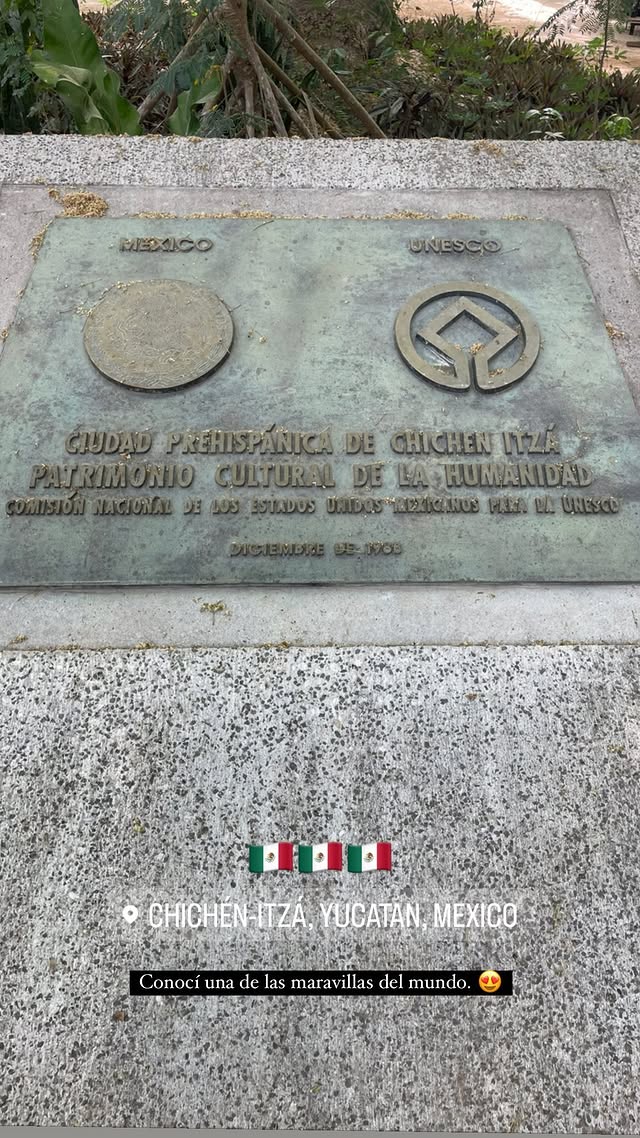 MEXICO
UNESCO
CIUDAD PREHISPÁNICA DE CHICHEN ITZÁ
PATRIMONIO CULTURAL DE LA HUMANIDAD
COMISIÓN NACIONAL DE LOS ESTADOS UNIDOS MEXICANOS PARA LA UNESCO
DICIEMBRE DE 1988
CHICHÉN-ITZÁ, YUCATAN, MEXICO
Conocí una de las maravillas del mundo. 😍